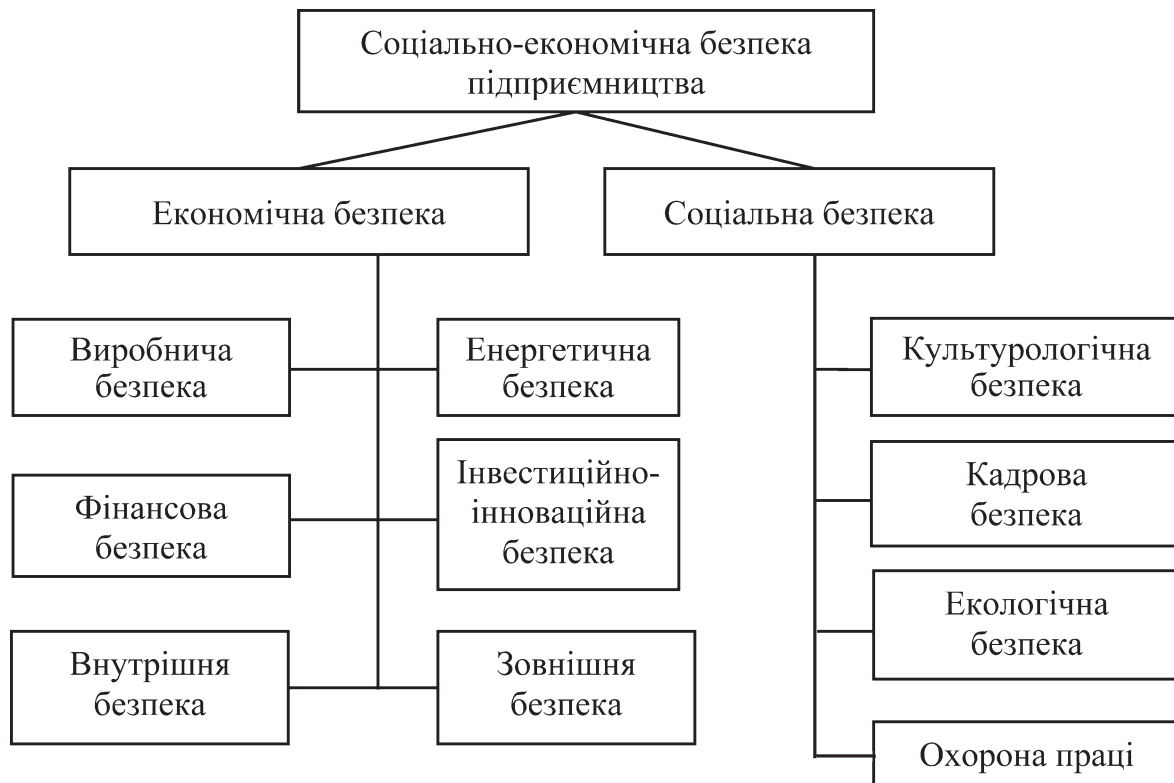 Соціально-економічна безпека
підприємництва
Економічна безпека
Соціальна безпека
Виробнича
безпека
Енергетична
безпека
Культурологічна
безпека
Фінансова
безпека
Інвестиційно-
інноваційна
безпека
Кадрова
безпека
Екологічна
безпека
Внутрішня
безпека
Зовнішня
безпека
Охорона праці